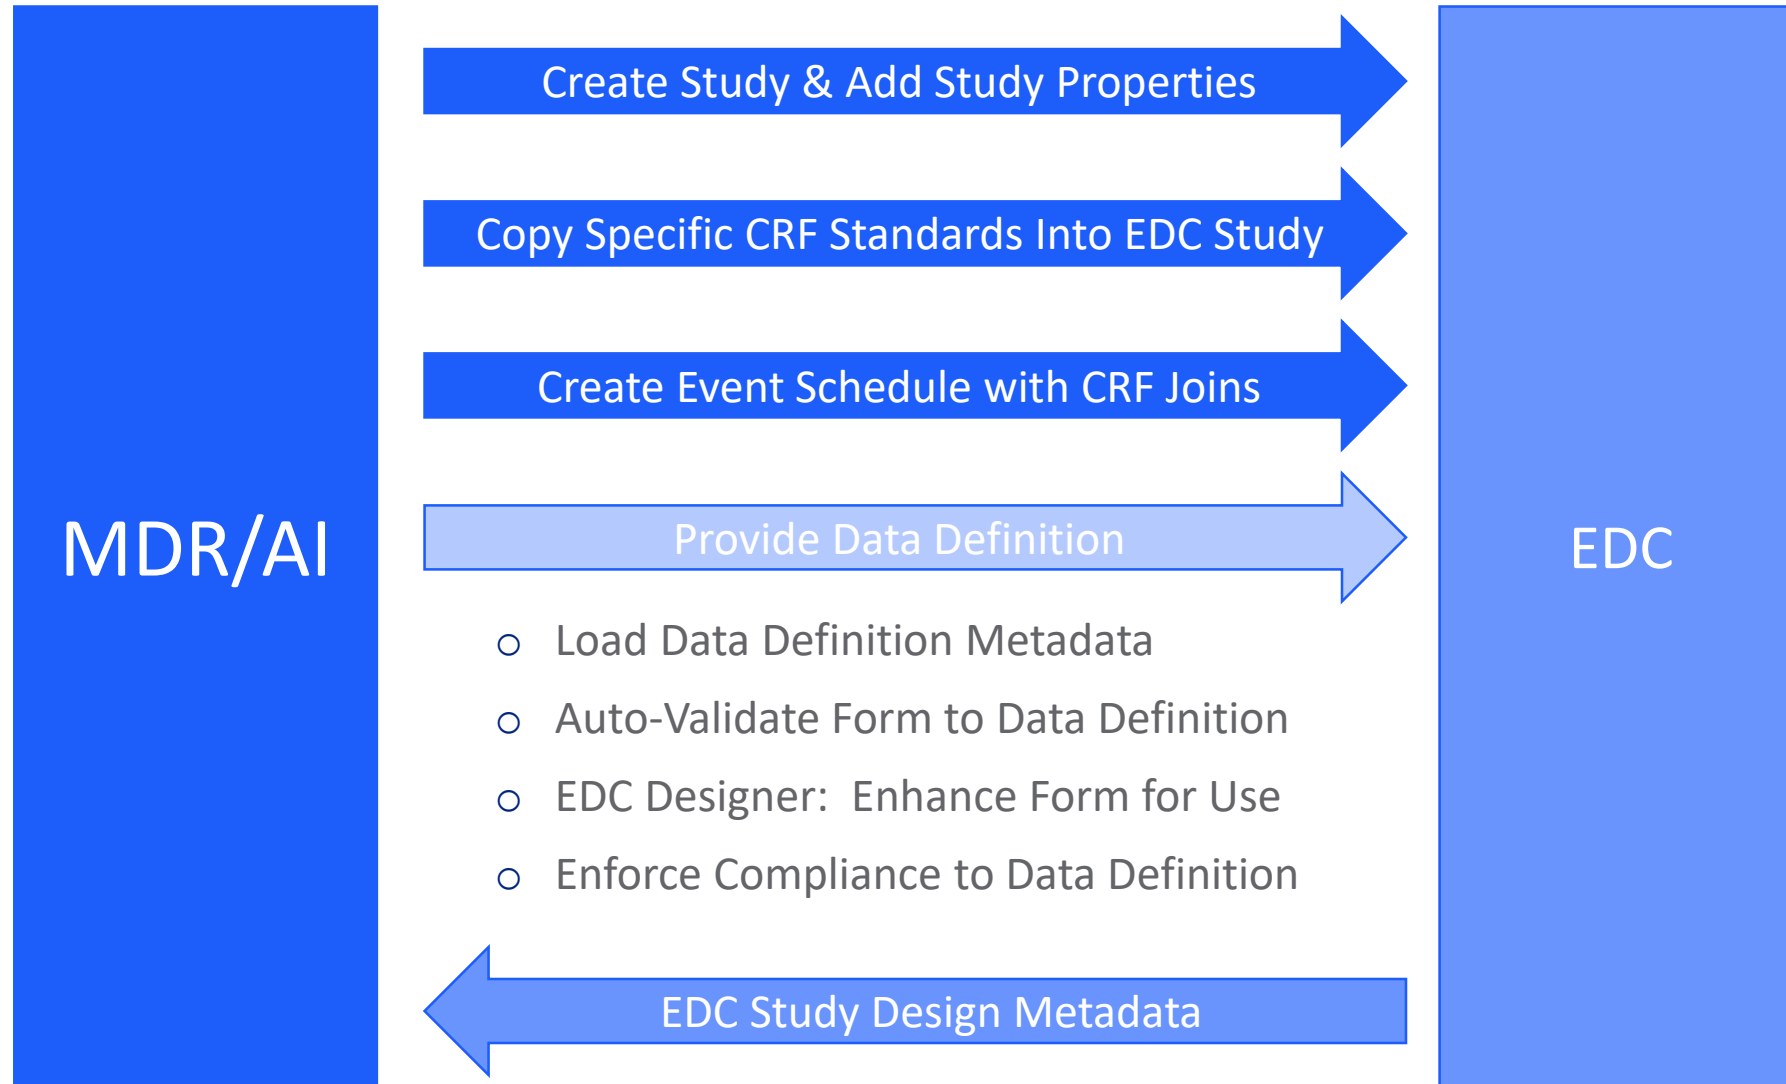 Create Study & Add Study Properties
Copy Specific CRF Standards Into EDC Study
Create Event Schedule with CRF Joins
MDR/AI
Provide Data Definition
EDC
o Load Data Definition Metadata
o Auto-Validate Form to Data Definition
o EDC Designer:  Enhance Form for Use
o Enforce Compliance to Data Definition
EDC Study Design Metadata